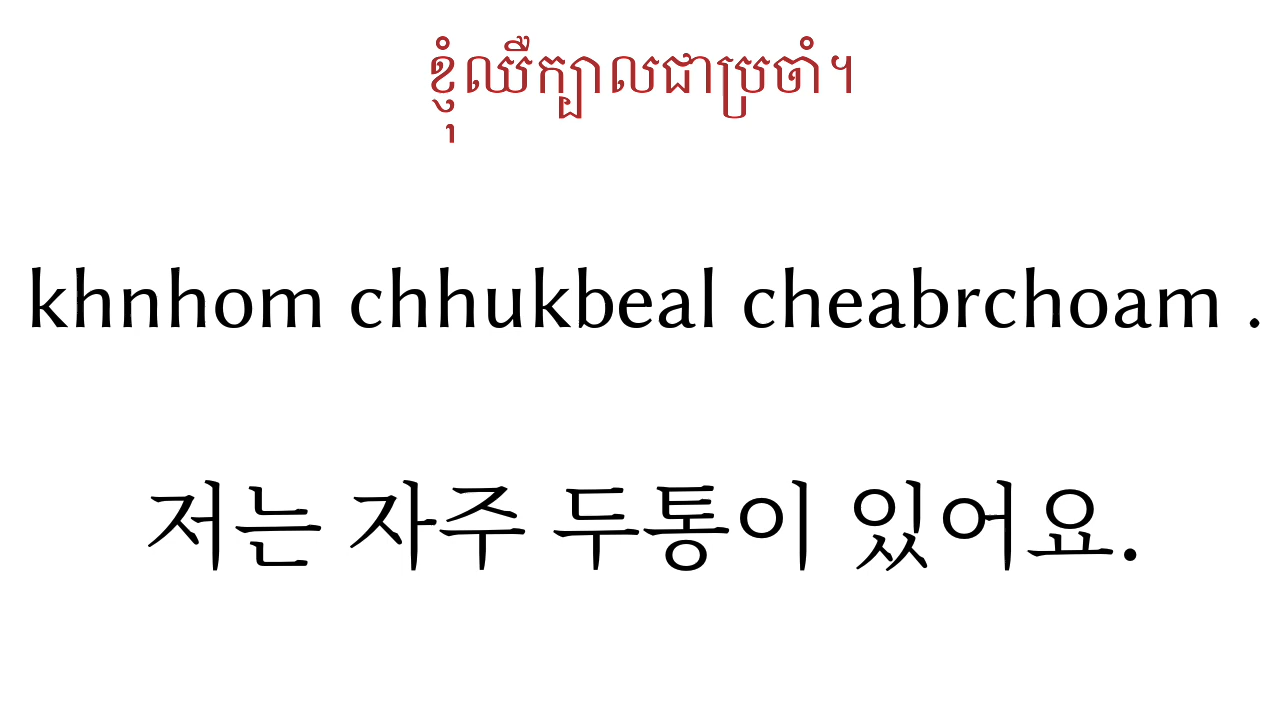 ខ្ញុំឈឺក្បាលជាប្រចាំ។
khnhom chhukbeal cheabrchoam .
저는 자주 두통이 있어요.